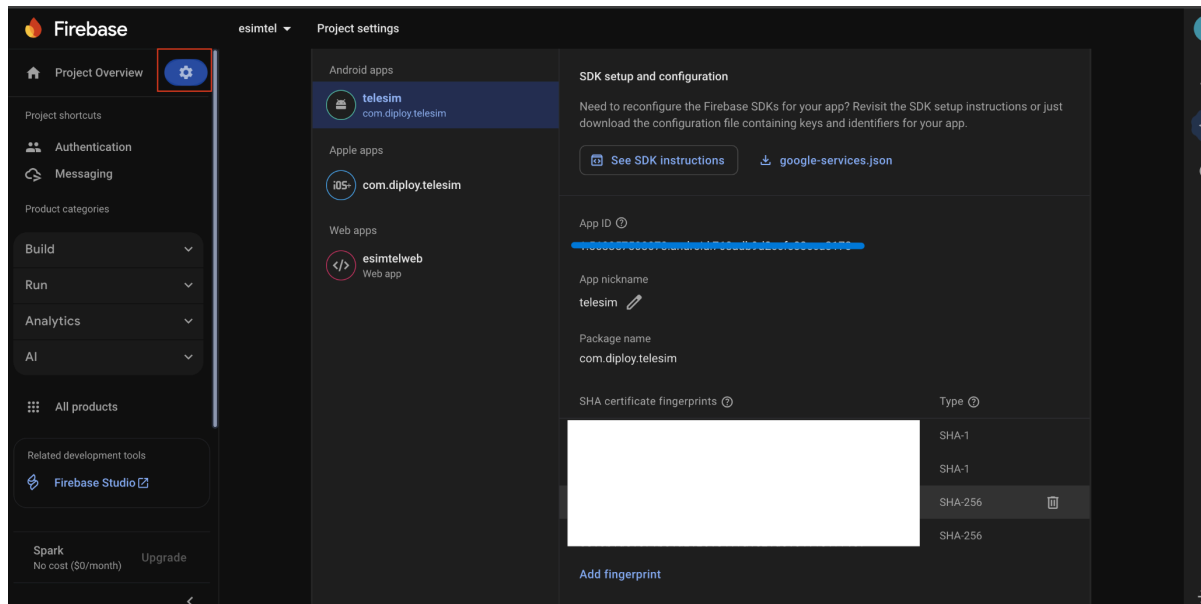 Firebase
esimtel
Project settings
Project Overview
Project shortcuts
Authentication
Messaging
Product categories
Build
Run
Analytics
AI
All products
Related development tools
Firebase Studio
Spark
No cost ($0/month)
Upgrade
Android apps
telesim
com.diploy.telesim
Apple apps
iOS+
com.diploy.telesim
Web apps
esimtelweb
Web app
SDK setup and configuration
Need to reconfigure the Firebase SDKs for your app? Revisit the SDK setup instructions or just
download the configuration file containing keys and identifiers for your app.
See SDK instructions
google-services.json
App ID
App nickname
telesim
Package name
com.diploy.telesim
SHA certificate fingerprints
Type
SHA-1
SHA-1
SHA-256
SHA-256
Add fingerprint